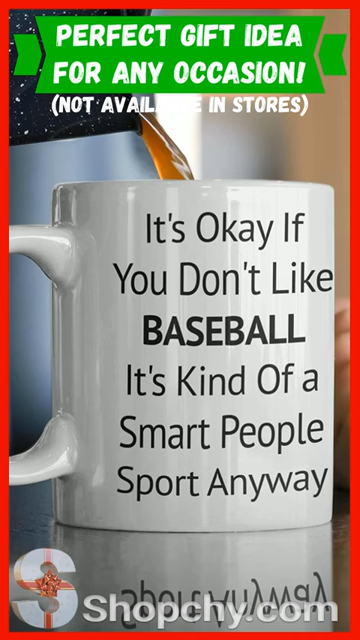 PERFECT GIFT IDEA
FOR ANY OCCASION!
(NOT IN STORES)
It's Okay If
You Don't Like
BASEBALL
It's Kind Of a
Smart People
Sport Anyway
Shopchy.com